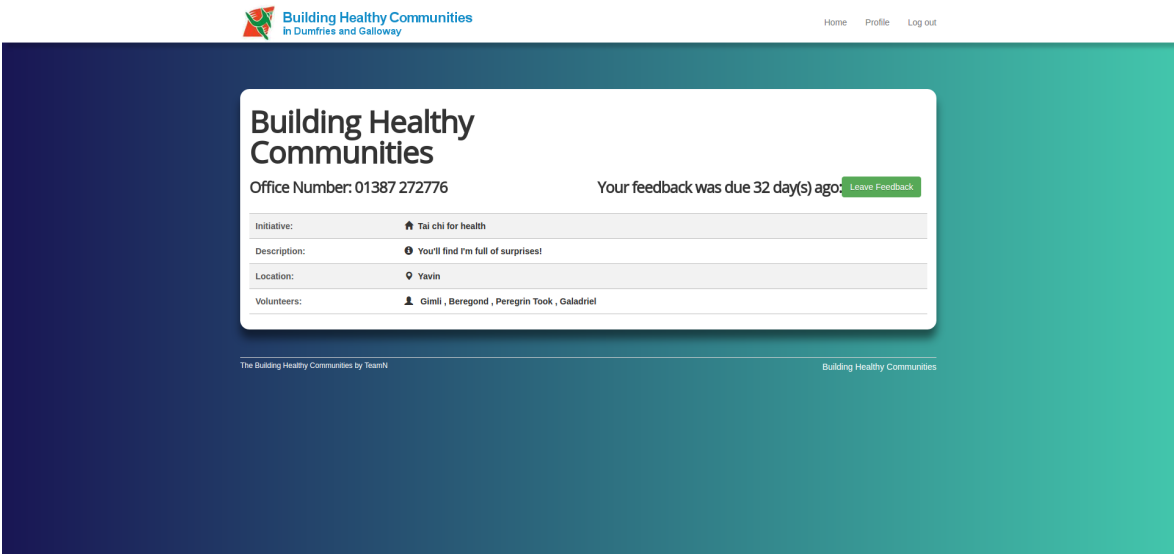 Building Healthy Communities
in Dumfries and Galloway
Home Profile Log out
Building Healthy
Communities
Office Number: 01387 272776 Your feedback was due 32 day(s) ago: Leave Feedback
Initiative: Tai chi for health
Description: You'll find I'm full of surprises!
Location: Yavin
Volunteers: Gimli , Beregond , Peregrin Took , Galadriel
The Building Healthy Communities by TeamN Building Healthy Communities